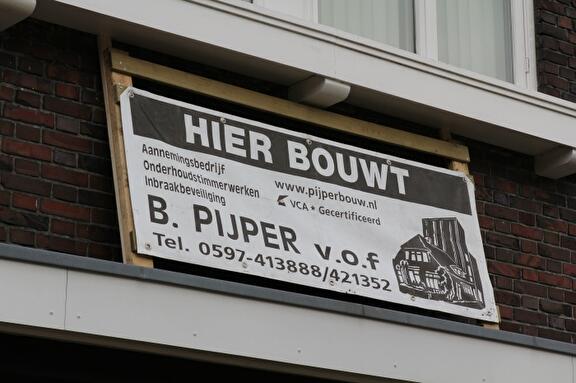 HIER BOUWT
Aannemingsbedrijf
Onderhoudstimmerwerken
Inbraakbeveiliging
www.pijperbouw.nl
VCA* Gecertificeerd
B. PIJPER v.o.f
Tel. 0597-413888/421352